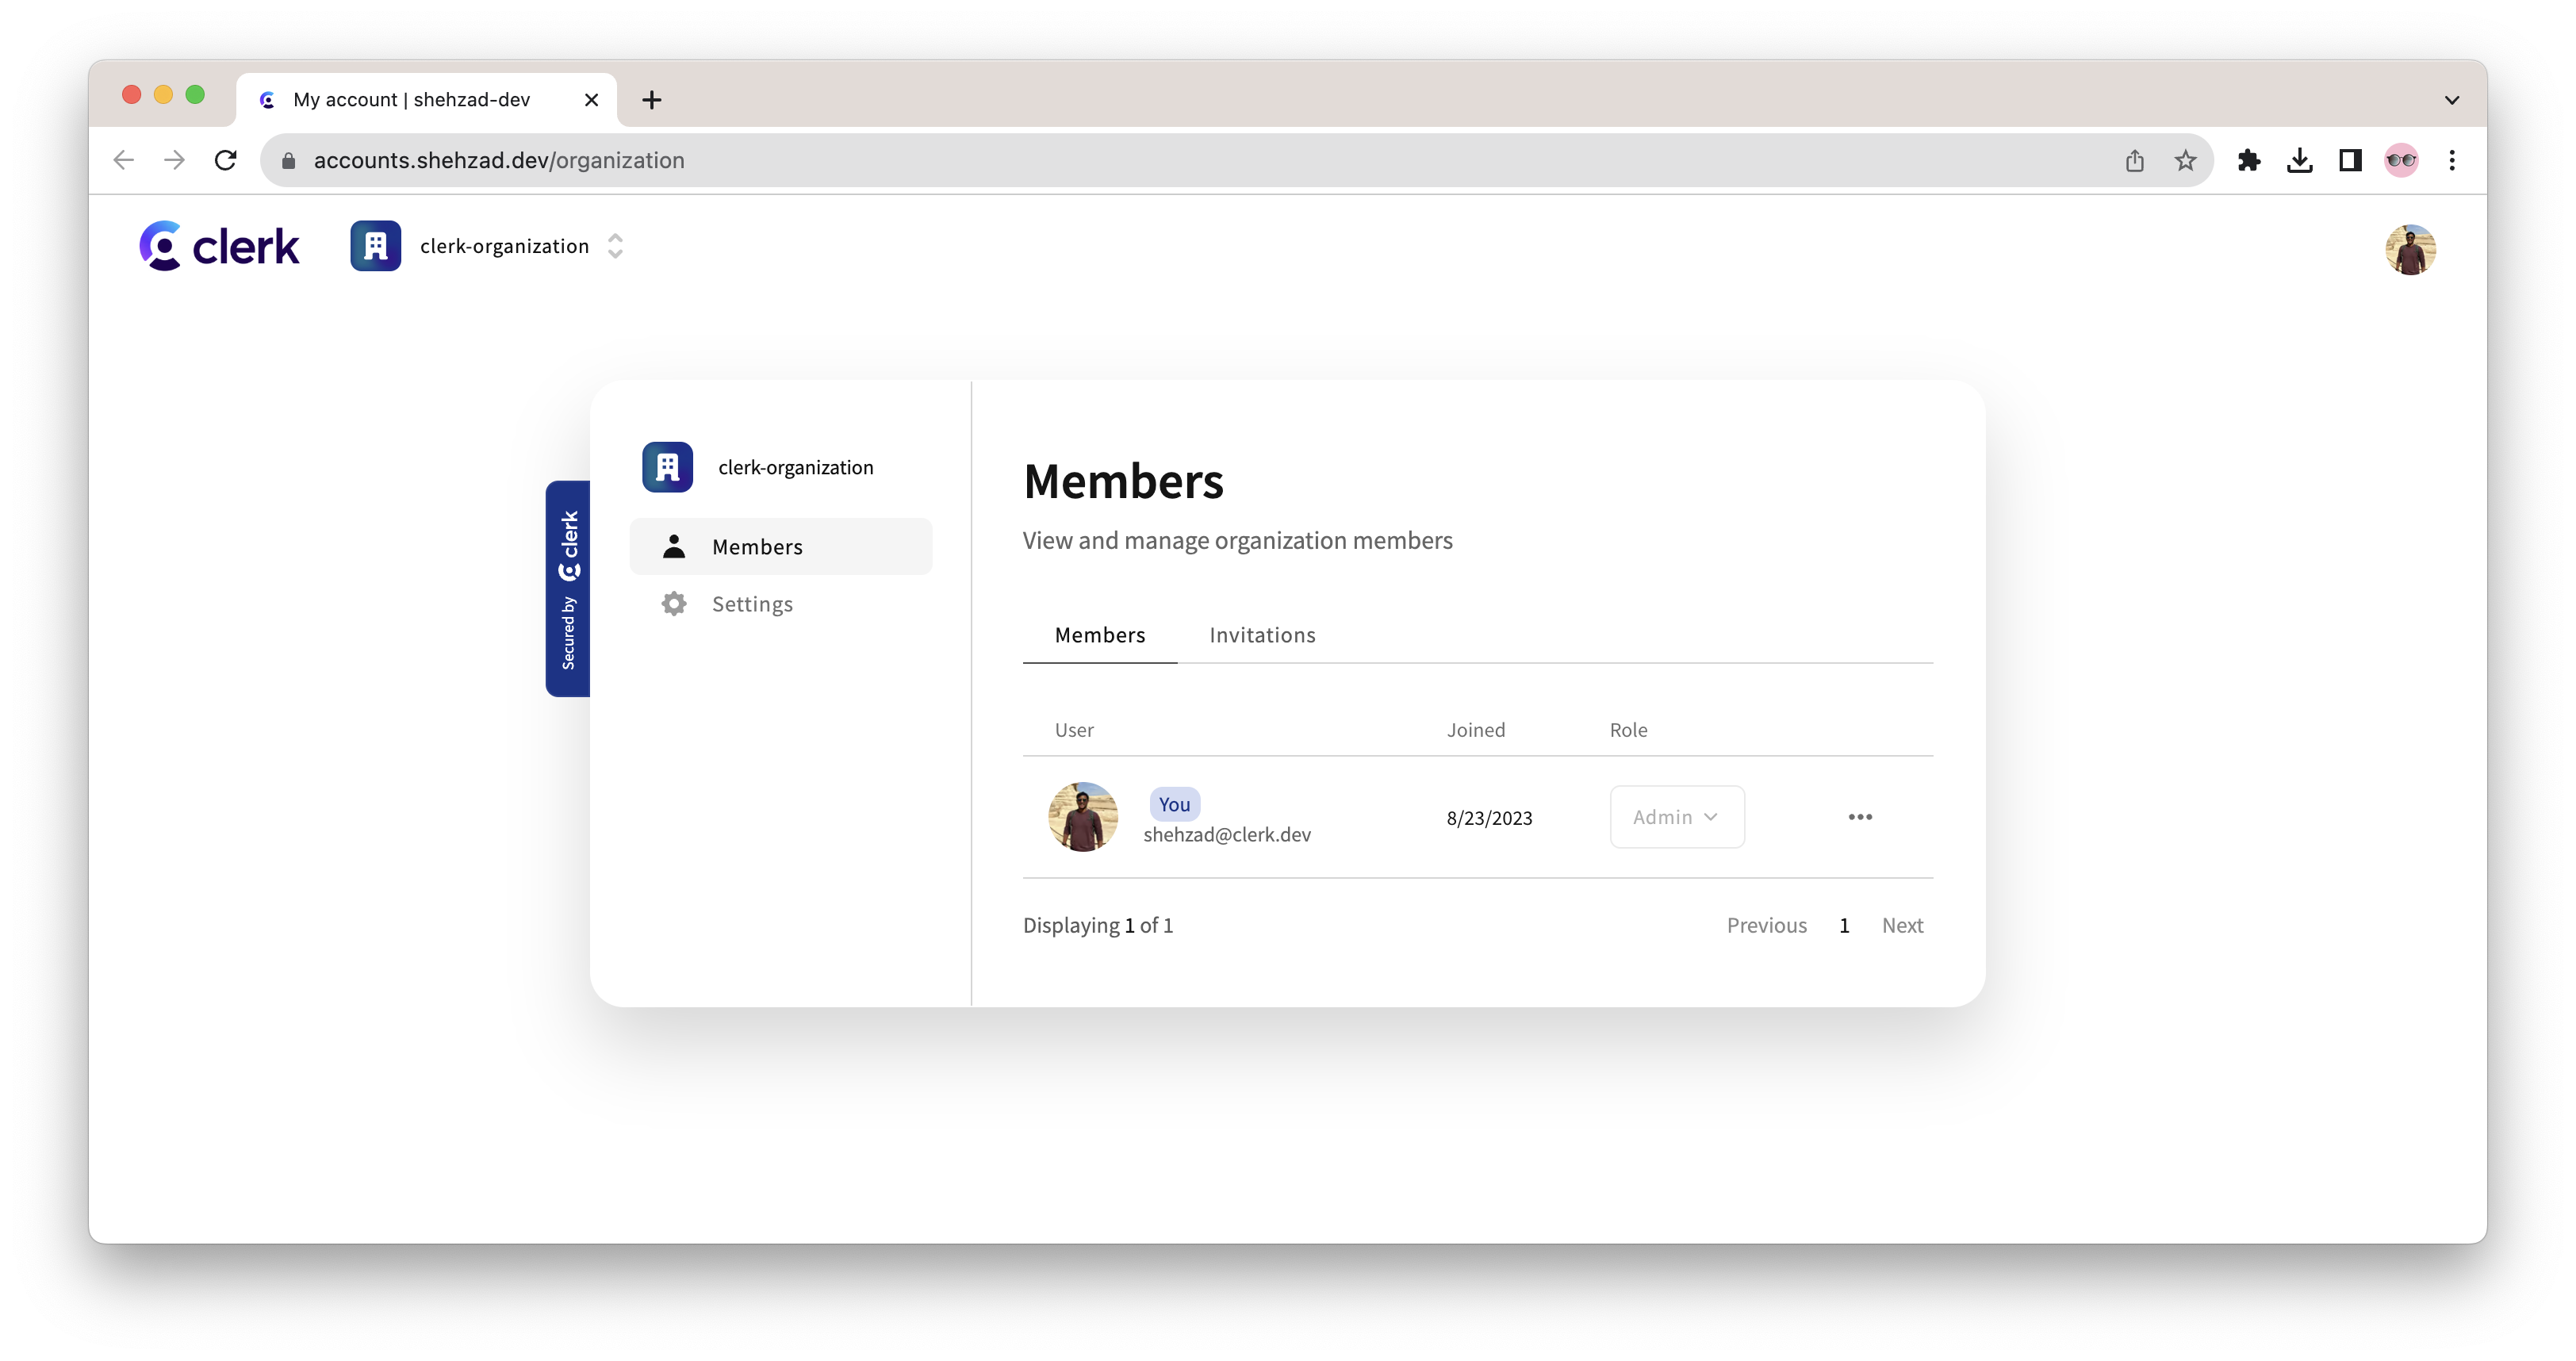 My account | shehzad-dev
accounts.shehzad.dev/organization
clerk
clerk-organization
Secured by clerk
clerk-organization
Members
Settings
Members
View and manage organization members
Members Invitations
User Joined Role
You
shehzad@clerk.dev
8/23/2023 Admin
Displaying 1 of 1
Previous 1 Next